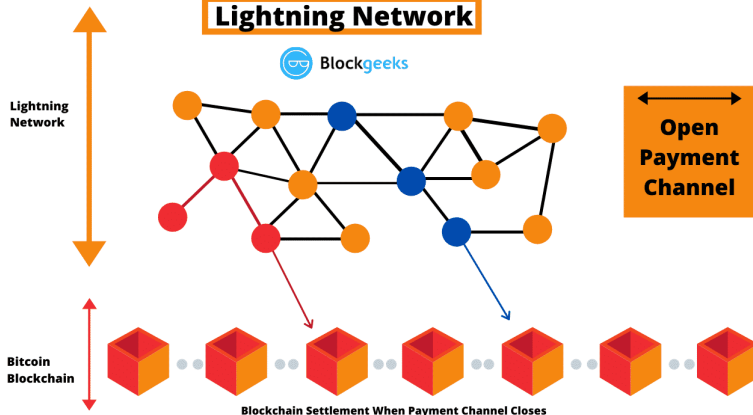 Lightning Network
Blockgeeks
Lightning
Network
Open
Payment
Channel
Bitcoin
Blockchain
Blockchain Settlement When Payment Channel Closes